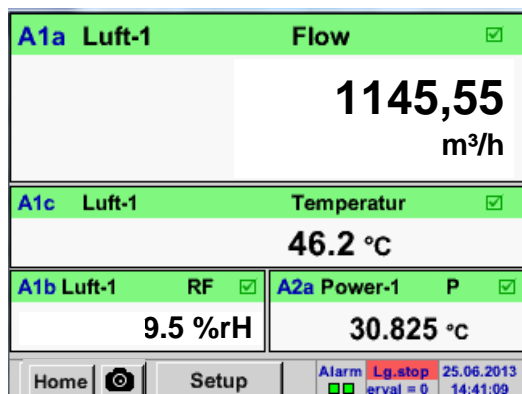 A1a Luft-1 Flow
1145,55
m³/h
A1c Luft-1 Temperatur
46.2 °C
A1b Luft-1 RF A2a Power-1 P
9.5 %rH 30.825 °C
Home Setup Alarm Lg.stop 25.06.2013
erval = 0 14:41:09